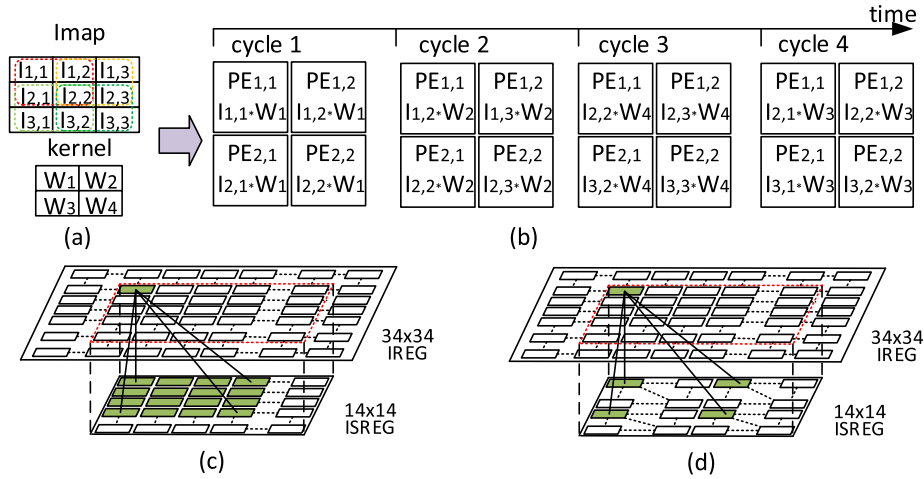 Imap
I1,1 I1,2 I1,3
I2,1 I2,2 I2,3
I3,1 I3,2 I3,3
kernel
W1 W2
W3 W4
(a)
time
cycle 1 cycle 2 cycle 3 cycle 4
PE1,1 PE1,2 PE1,1 PE1,2 PE1,1 PE1,2 PE1,1 PE1,2
I1,1*W1 I1,2*W1 I1,2*W2 I1,3*W2 I2,2*W4 I2,3*W4 I2,1*W3 I2,2*W3
PE2,1 PE2,2 PE2,1 PE2,2 PE2,1 PE2,2 PE2,1 PE2,2
I2,1*W1 I2,2*W1 I2,2*W2 I2,3*W2 I3,2*W4 I3,3*W4 I3,1*W3 I3,2*W3
(b)
34x34
IREG
14x14
ISREG
(c)
34x34
IREG
14x14
ISREG
(d)